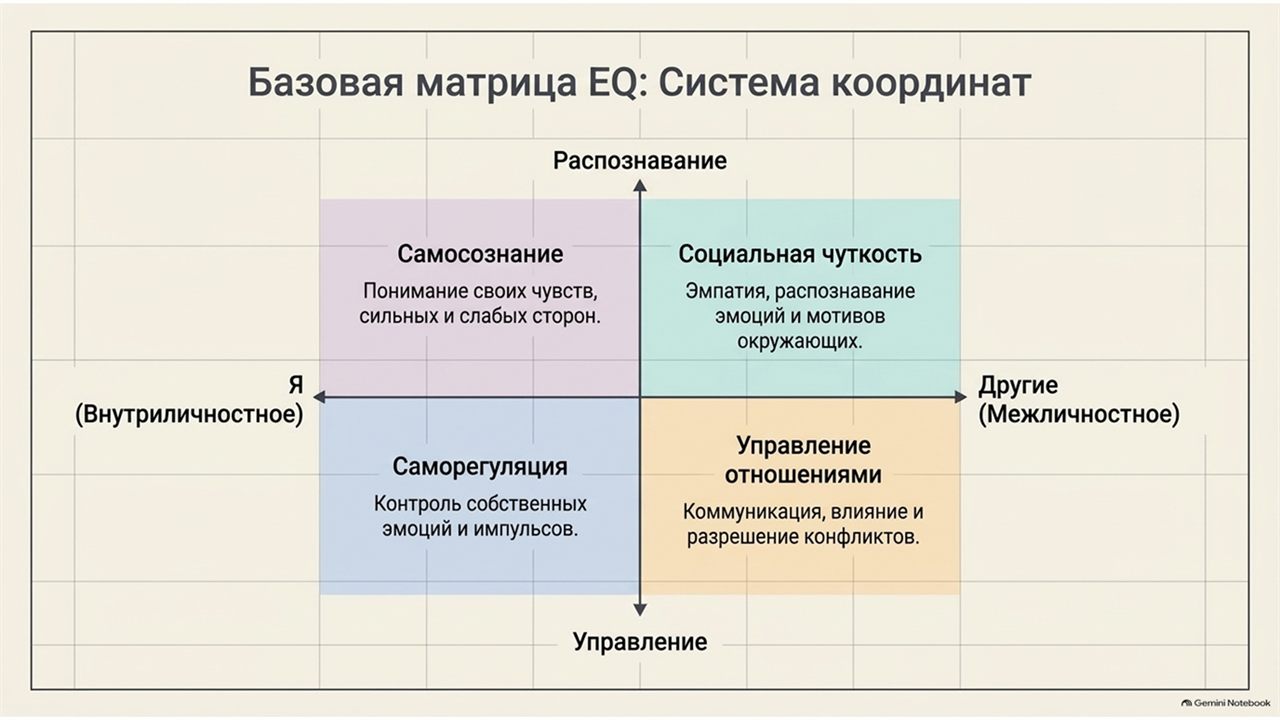 Базовая матрица EQ: Система координат
Распознавание
Самосознание
Понимание своих чувств,
сильных и слабых сторон.
Социальная чуткость
Эмпатия, распознавание
эмоций и мотивов
окружающих.
Я
(Внутриличностное)
Другие
(Межличностное)
Саморегуляция
Контроль собственных
эмоций и импульсов.
Управление
отношениями
Коммуникация, влияние и
разрешение конфликтов.
Управление
Gemini Notebook